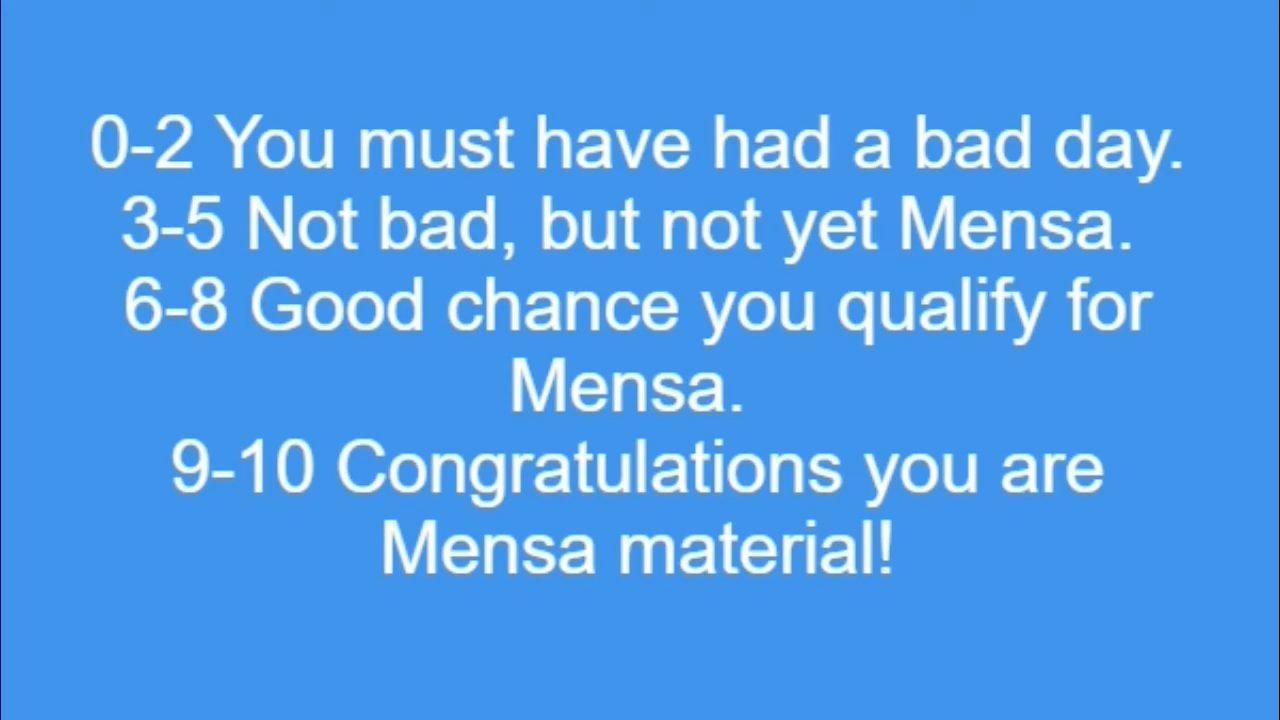 0-2 You must have had a bad day.
3-5 Not bad, but not yet Mensa.
6-8 Good chance you qualify for
Mensa.
9-10 Congratulations you are
Mensa material!